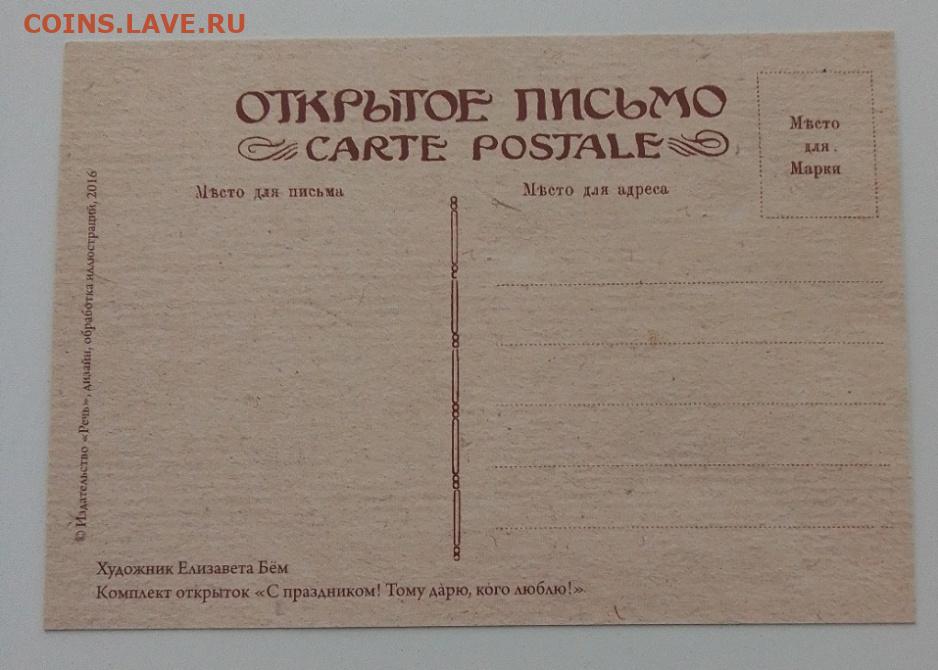 COINS.LAVE.RU
ОТКРЫТОЕ ПИСЬМО
CARTE POSTALE
Мѣсто
для
Марки
Мѣсто для письма
Мѣсто для адреса
© Издательство «Речь», дизайн, обработка иллюстраций, 2016
Художник Елизавета Бём
Комплект открыток «С праздником! Тому дарю, кого люблю!»